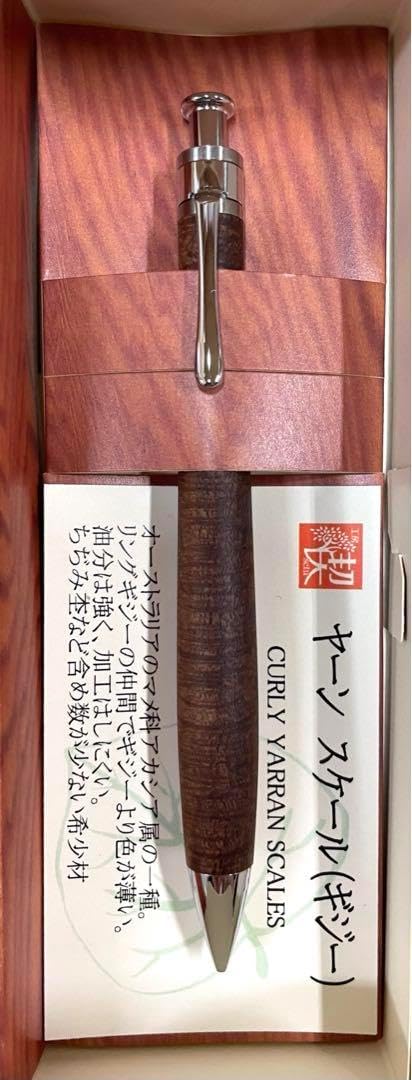 工房
楔
ヤーン スケール(ギジー)
CURLY YARRAN SCALES
オーストラリアのマメ科アカシア属の一種。
リングギジーの仲間でギジーより色が薄い。
油分は強く、加工はしにくい。
ちぢみ杢など含め数が少ない希少材